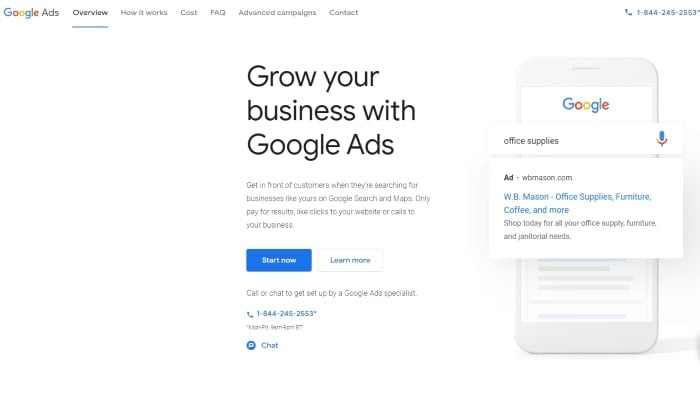 Google Ads Overview How it works Cost FAQ Advanced campaigns Contact 1-844-245-2553*
Grow your
business with
Google Ads
Get in front of customers when they're searching for
businesses like yours on Google Search and Maps. Only
pay for results, like clicks to your website or calls to
your business.
Start now Learn more
Call or chat to get set up by a Google Ads specialist.
1-844-245-2553*
*Mon-Fri, 9am-9pm ET
Chat
Google
office supplies
Ad · wbmason.com
W.B. Mason - Office Supplies, Furniture,
Coffee, and more
Shop today for all your office supply, furniture,
and janitorial needs.